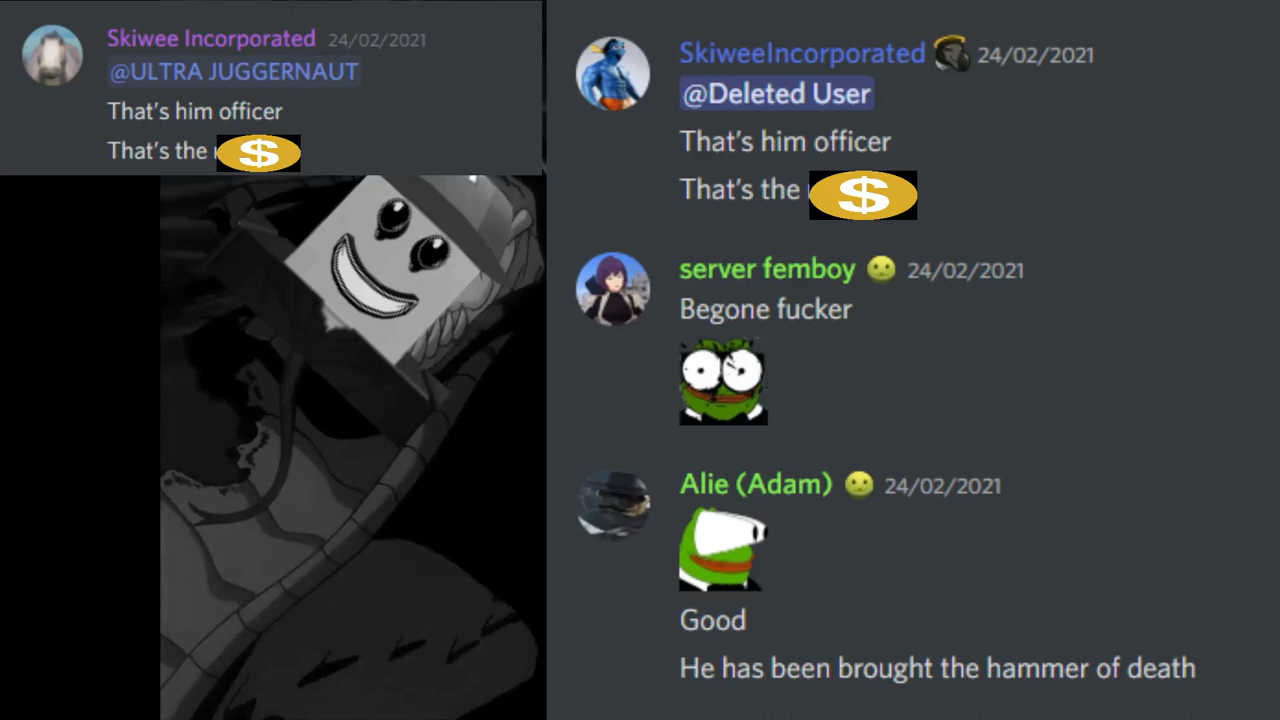 Skiwee Incorporated 24/02/2021
@ULTRA JUGGERNAUT
That's him officer
That's the
$
SkiweeIncorporated 24/02/2021
@Deleted User
That's him officer
That's the
$
server femboy 24/02/2021
Begone fucker
Alie (Adam) 24/02/2021
Good
He has been brought the hammer of death